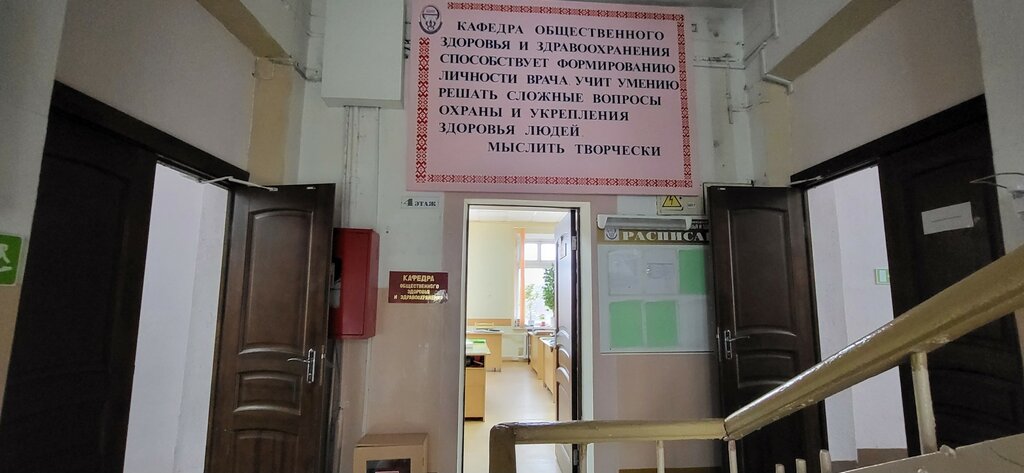 КАФЕДРА ОБЩЕСТВЕННОГО
ЗДОРОВЬЯ И ЗДРАВООХРАНЕНИЯ
СПОСОБСТВУЕТ ФОРМИРОВАНИЮ
ЛИЧНОСТИ ВРАЧА УЧИТ УМЕНИЮ
РЕШАТЬ СЛОЖНЫЕ ВОПРОСЫ
ОХРАНЫ И УКРЕПЛЕНИЯ
ЗДОРОВЬЯ ЛЮДЕЙ
МЫСЛИТЬ ТВОРЧЕСКИ
4 ЭТАЖ
КАФЕДРА
ОБЩЕСТВЕННОГО
ЗДОРОВЬЯ
И ЗДРАВООХРАНЕНИЯ
РАСПИСА